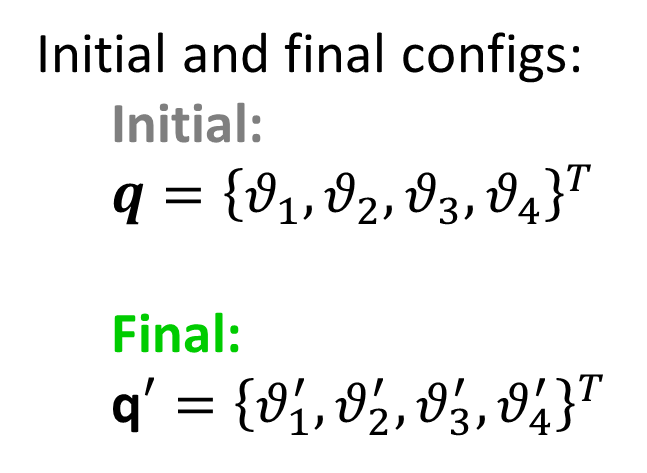 Initial and final configs:
Initial:
q = {ϑ₁, ϑ₂, ϑ₃, ϑ₄}ᵀ
Final:
q′ = {ϑ′₁, ϑ′₂, ϑ′₃, ϑ′₄}ᵀ